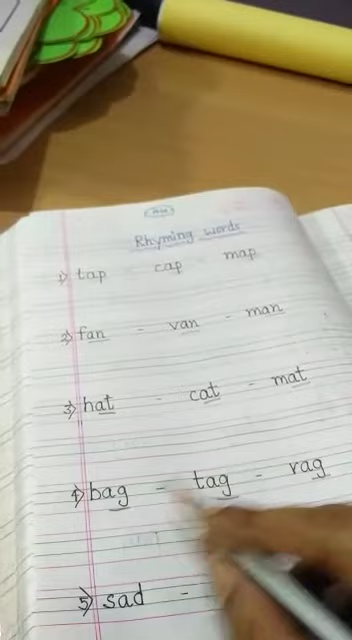 Rhyming words
1) tap cap map
2) fan - van - man
3) hat - cat - mat
4) bag - tag - rag
5) sad -